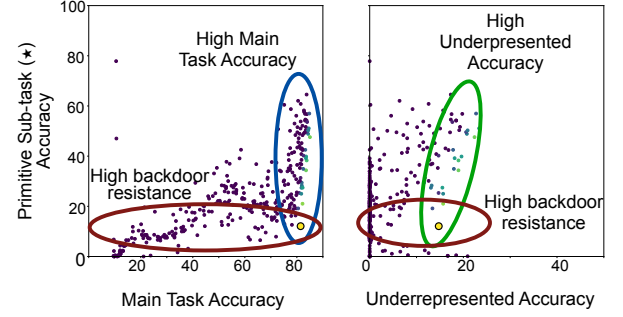 Primitive Sub-task (★)
Accuracy
100
80
60
40
20
0
20
40
60
80
High Main
Task Accuracy
High backdoor
resistance
Main Task Accuracy
0
20
40
High
Underpresented
Accuracy
High backdoor
resistance
Underrepresented Accuracy